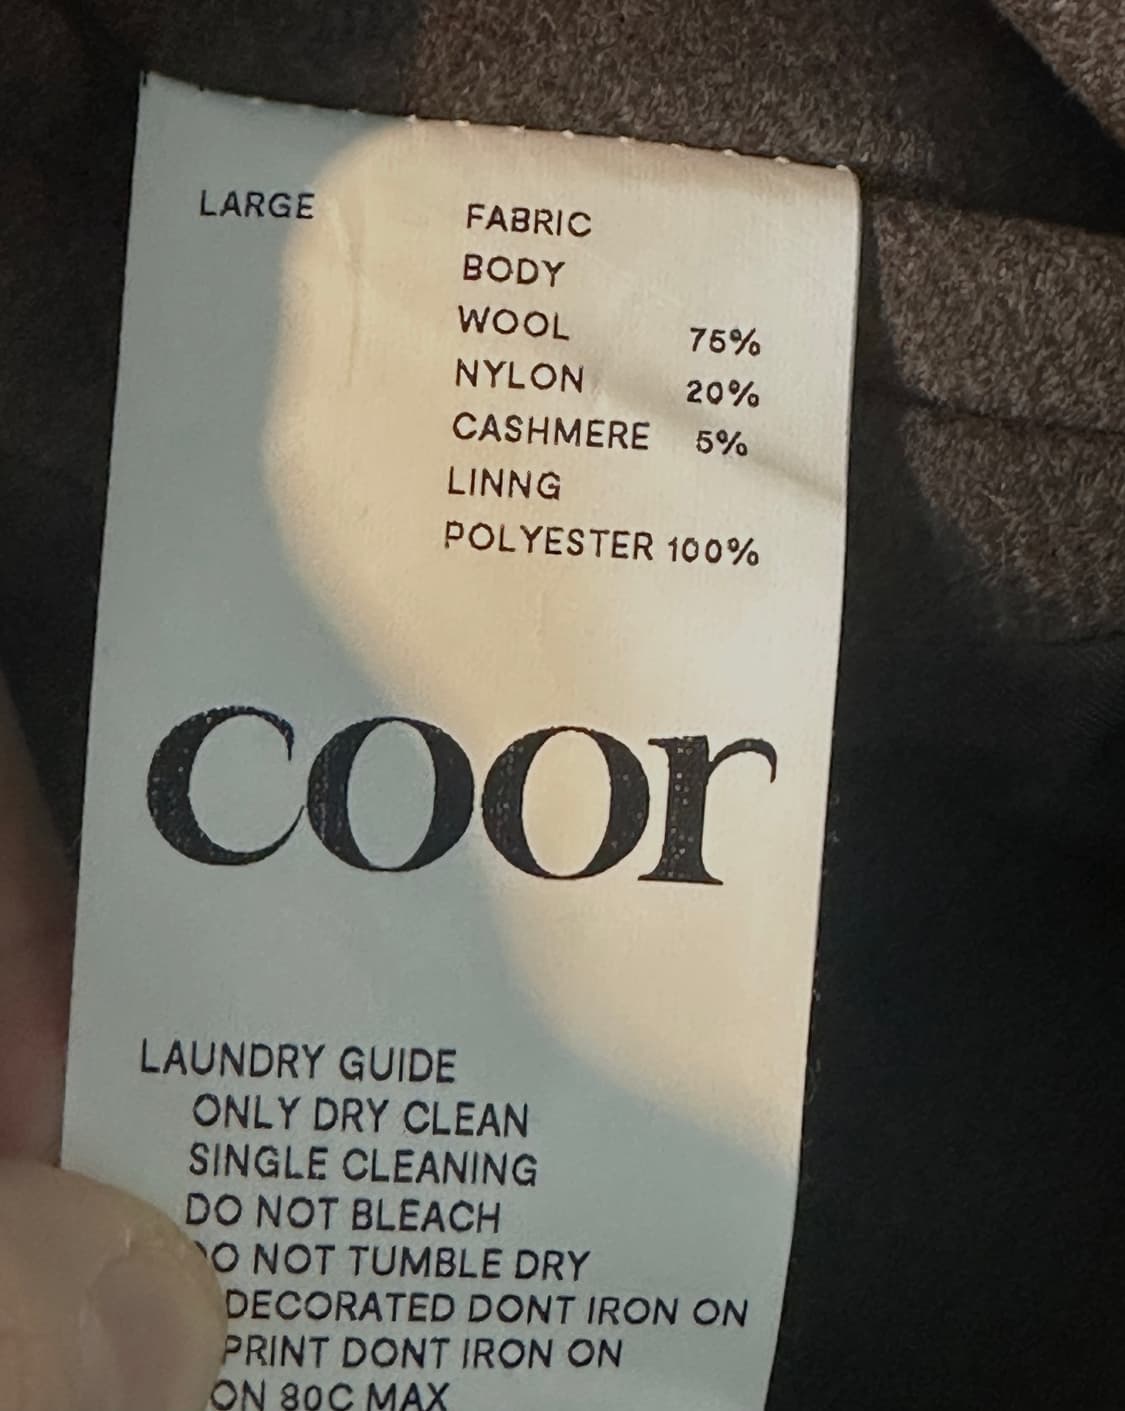 LARGE
FABRIC
BODY
WOOL 75%
NYLON 20%
CASHMERE 5%
LINNG
POLYESTER 100%
coor
LAUNDRY GUIDE
ONLY DRY CLEAN
SINGLE CLEANING
DO NOT BLEACH
DO NOT TUMBLE DRY
DECORATED DONT IRON ON
PRINT DONT IRON ON
ON 80C MAX